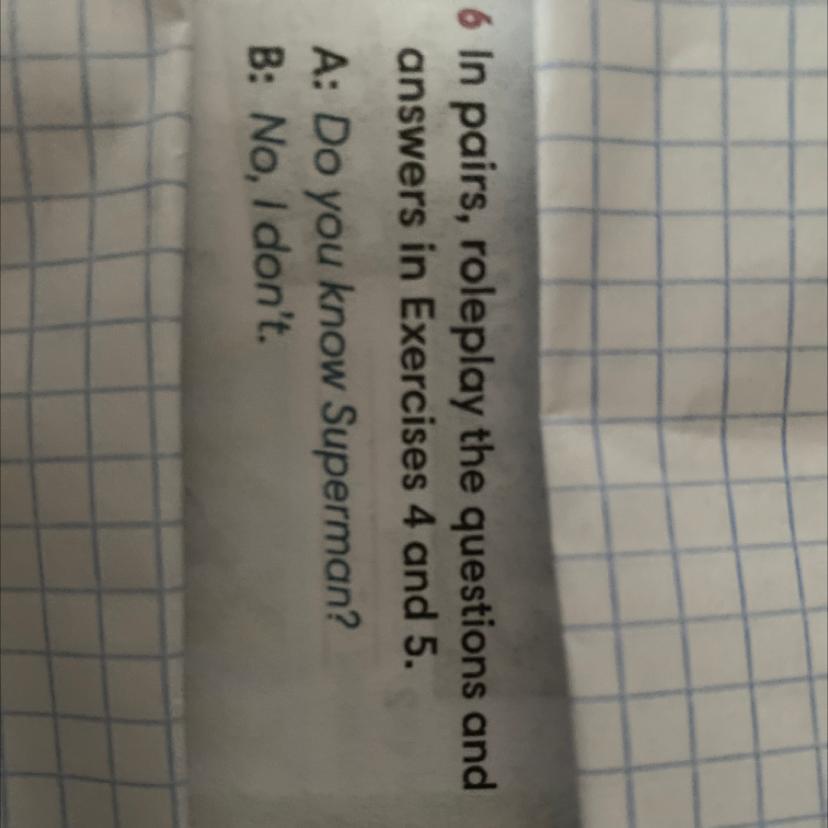 6 In pairs, roleplay the questions and
answers in Exercises 4 and 5.
A: Do you know Superman?
B: No, I don't.